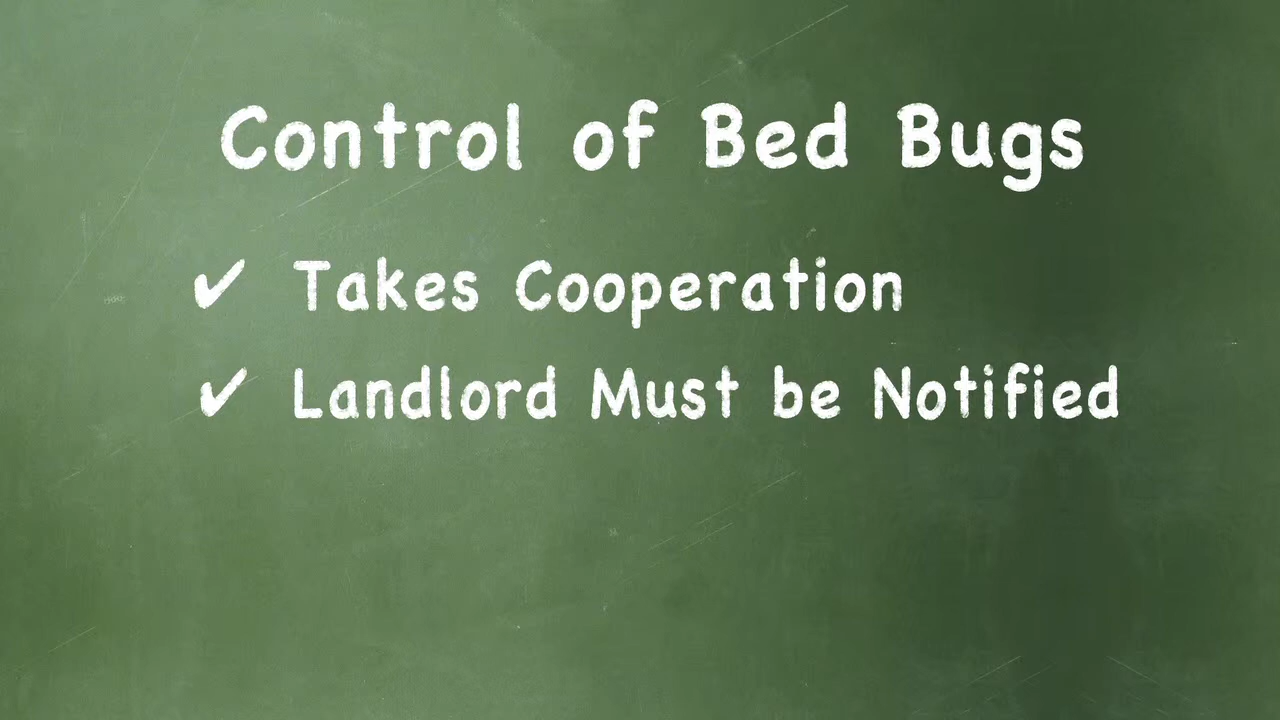 Control of Bed Bugs
✔ Takes Cooperation
✔ Landlord Must be Notified